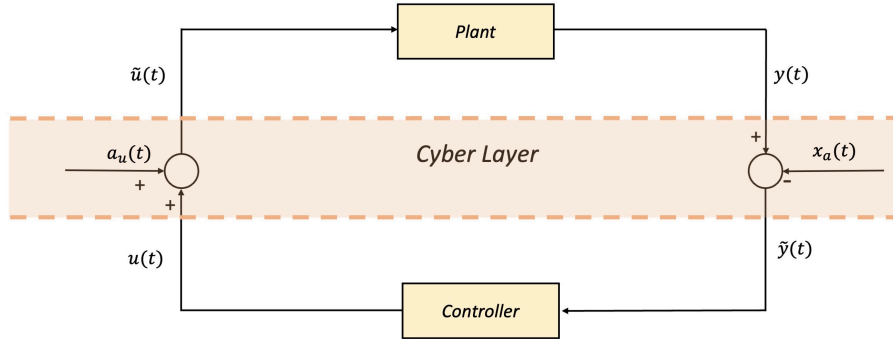 Plant
ũ(t)
y(t)
a_u(t)
+
+
Cyber Layer
+
-
x_a(t)
u(t)
ỹ(t)
Controller